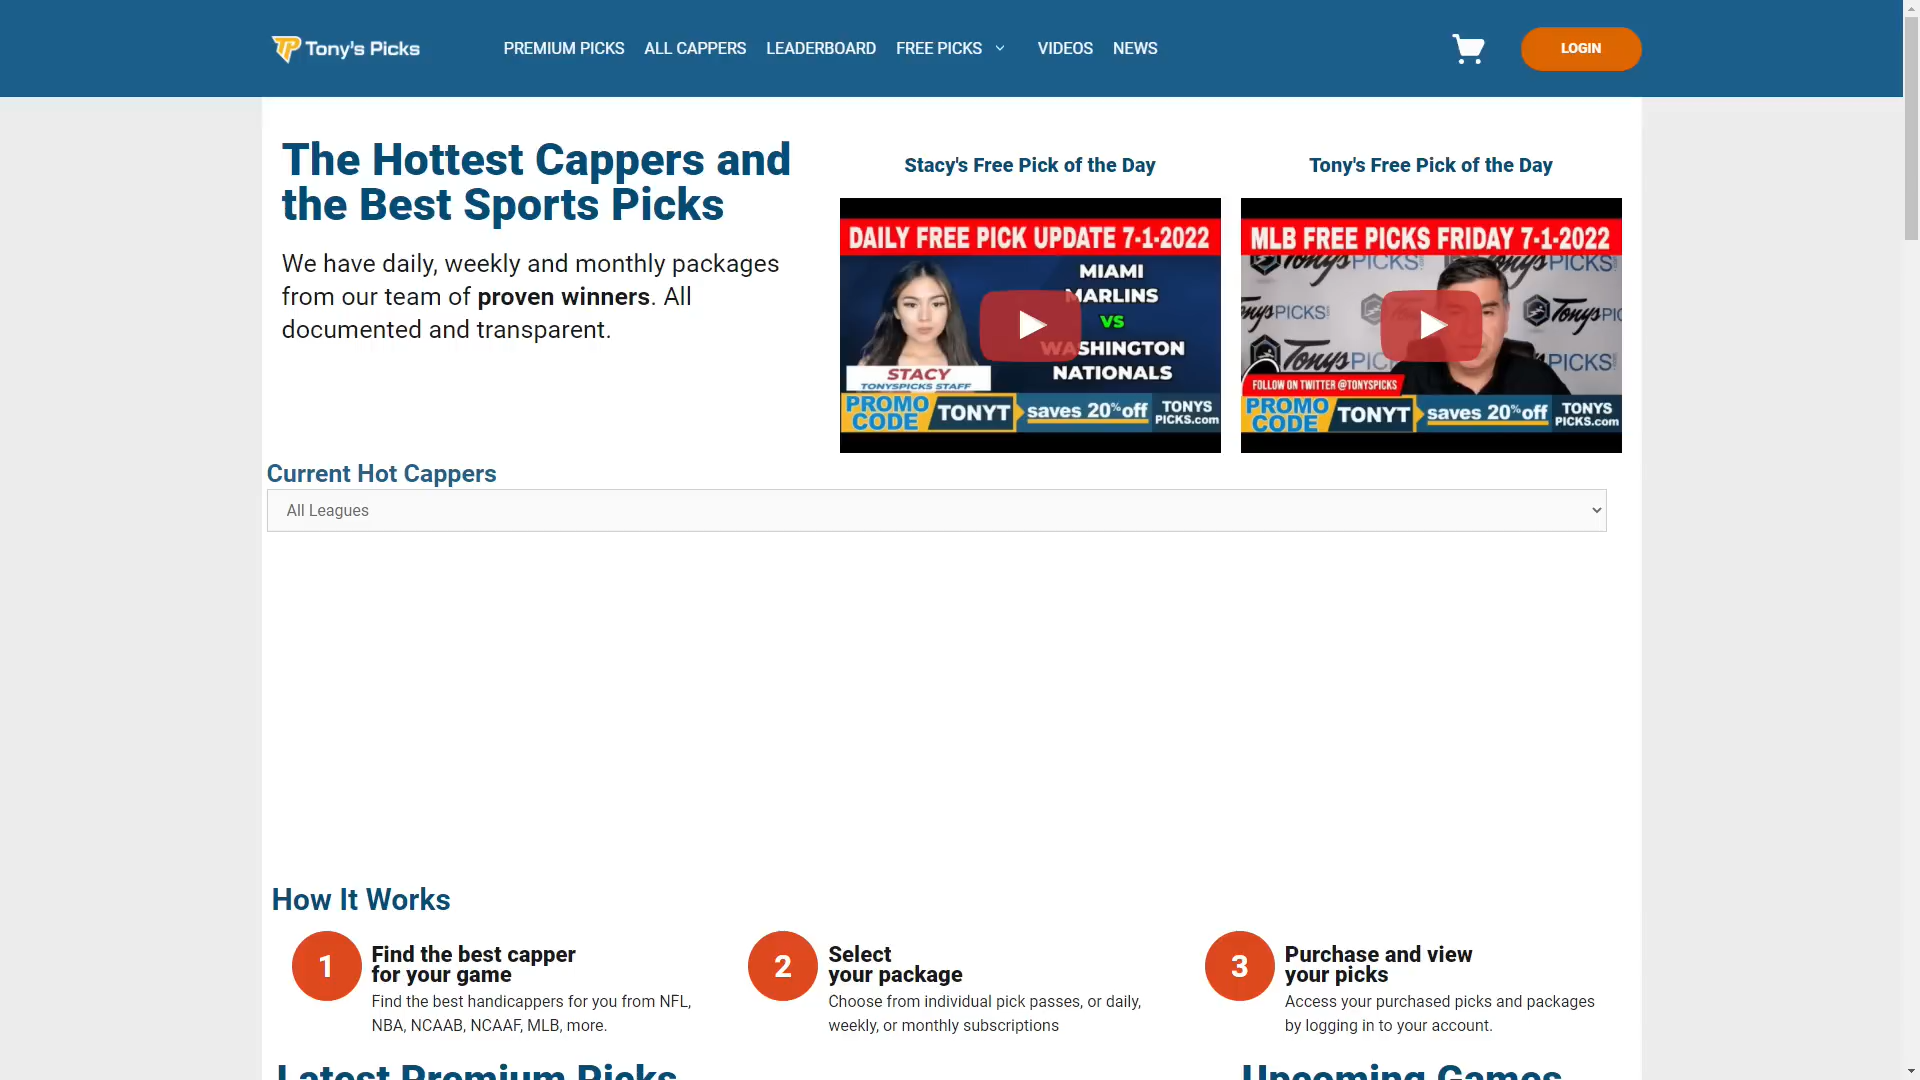 Tony's Picks
PREMIUM PICKS
ALL CAPPERS
LEADERBOARD
FREE PICKS
VIDEOS
NEWS
LOGIN
The Hottest Cappers and
the Best Sports Picks
We have daily, weekly and monthly packages
from our team of proven winners. All
documented and transparent.
Stacy's Free Pick of the Day
DAILY FREE PICK UPDATE 7-1-2022
MIAMI
MARLINS
VS
WASHINGTON
NATIONALS
STACY
TONYSPICKS STAFF
PROMO
CODE
TONYT
saves 20% off
TONYS
PICKS.com
Tony's Free Pick of the Day
MLB FREE PICKS FRIDAY 7-1-2022
TonysPICKS
FOLLOW ON TWITTER @TONYSPICKS
PROMO
CODE
TONYT
saves 20% off
TONYS
PICKS.com
Current Hot Cappers
All Leagues
How It Works
1
Find the best capper
for your game
Find the best handicappers for you from NFL,
NBA, NCAAB, NCAAF, MLB, more.
2
Select
your package
Choose from individual pick passes, or daily,
weekly, or monthly subscriptions
3
Purchase and view
your picks
Access your purchased picks and packages
by logging in to your account.
Latest Premium Picks
Upcoming Games